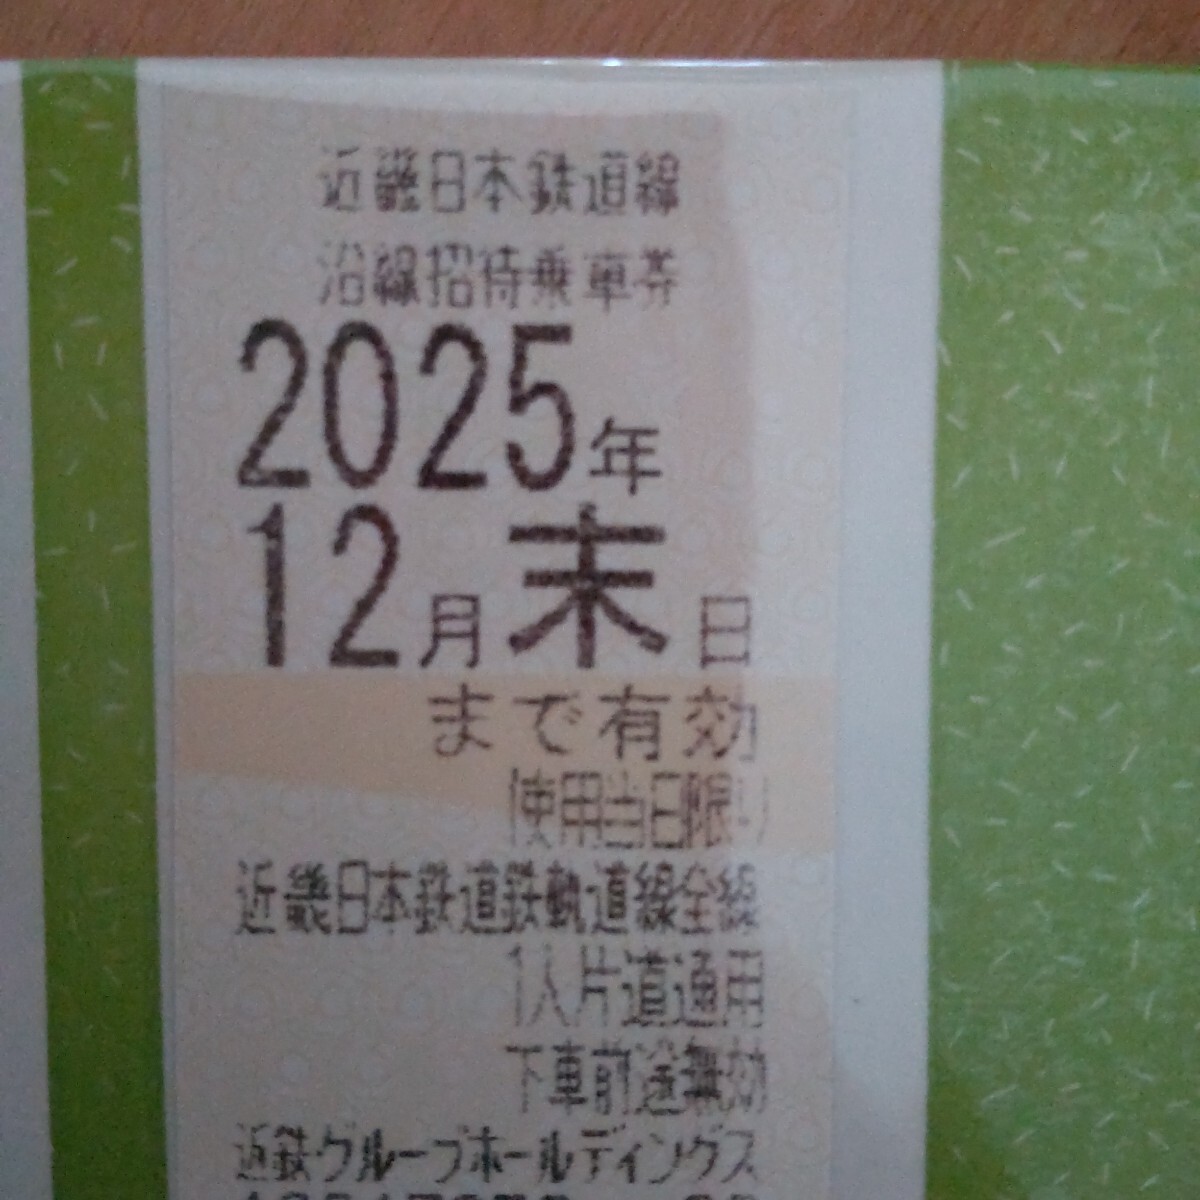 近畿日本鉄道線
沿線招待乗車券
2025年
12月末日
まで有効
使用当日限り
近畿日本鉄道鉄軌道線全線
1人片道通用
下車前途無効
近鉄・グループホールディングス